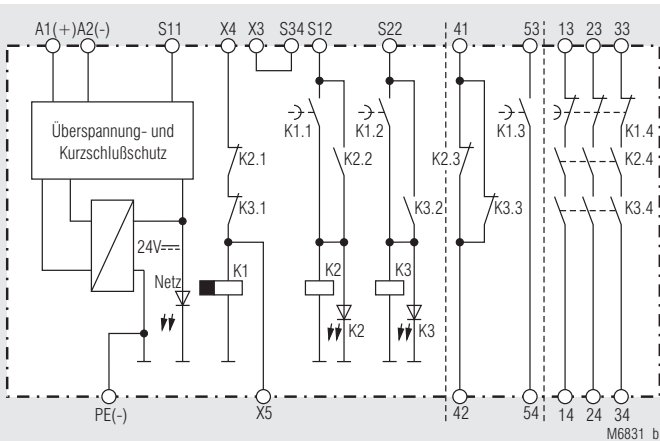 A1(+) A2(-) S11 X4 X3 S34 S12 S22 41 53 13 23 33
Überspannung- und
Kurzschlußschutz
K1.1 K1.2 K1.3 K1.4
K2.1 K2.2 K2.3 K2.4
K3.1 K3.2 K3.3 K3.4
24V
Netz K1 K2 K3
K2 K3
PE(-) X5 42 54 14 24 34
M6831_b